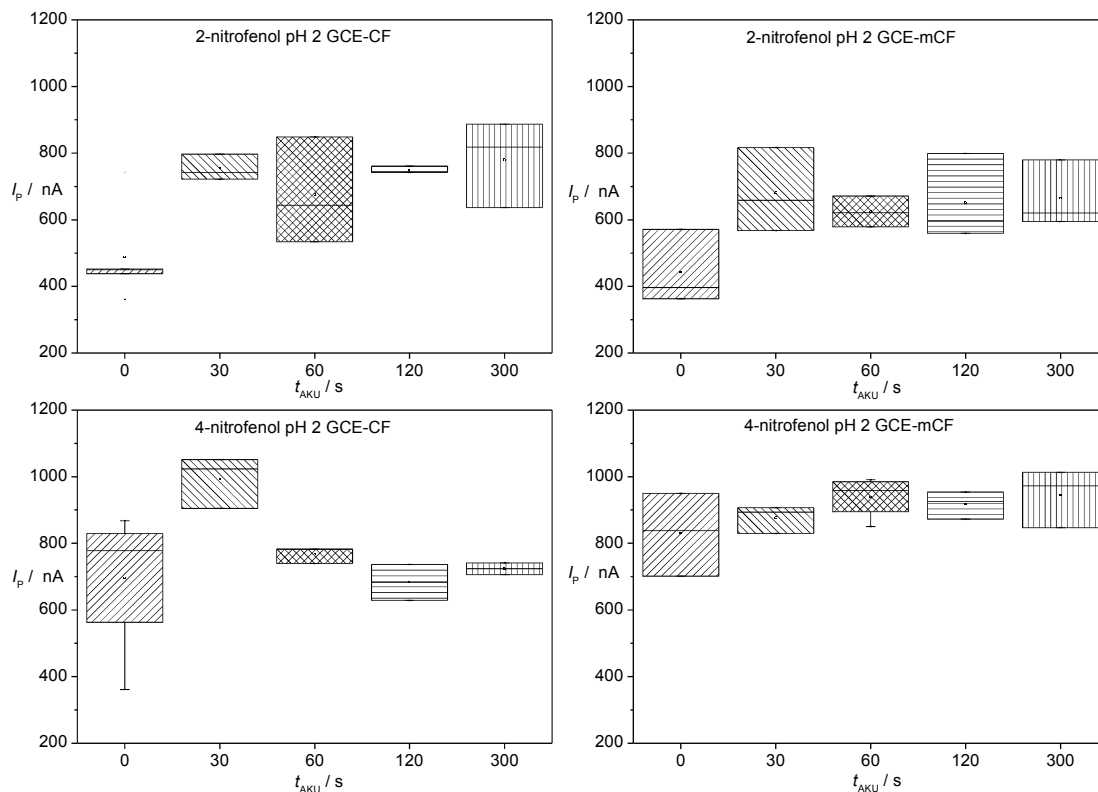 2-nitrofenol pH 2 GCE-CF
1200
1000
800
600
400
200
I_P / nA
0 30 60 120 300
t_AKU / s
2-nitrofenol pH 2 GCE-mCF
1200
1000
800
600
400
200
I_P / nA
0 30 60 120 300
t_AKU / s
4-nitrofenol pH 2 GCE-CF
1200
1000
800
600
400
200
I_P / nA
0 30 60 120 300
t_AKU / s
4-nitrofenol pH 2 GCE-mCF
1200
1000
800
600
400
200
I_P / nA
0 30 60 120 300
t_AKU / s